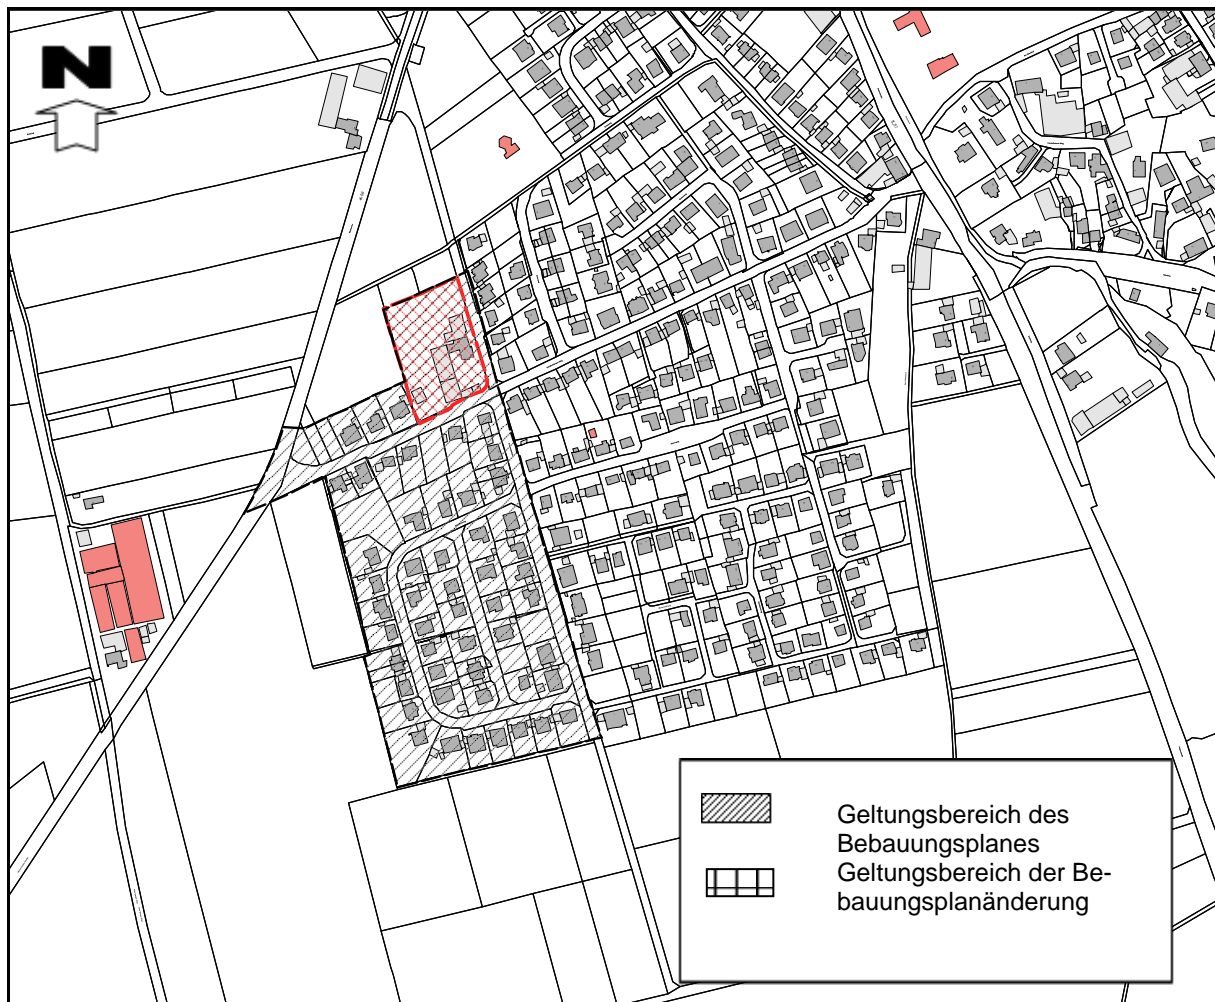 N
Geltungsbereich des
Bebauungsplanes
Geltungsbereich der Be-
bauungsplanänderung